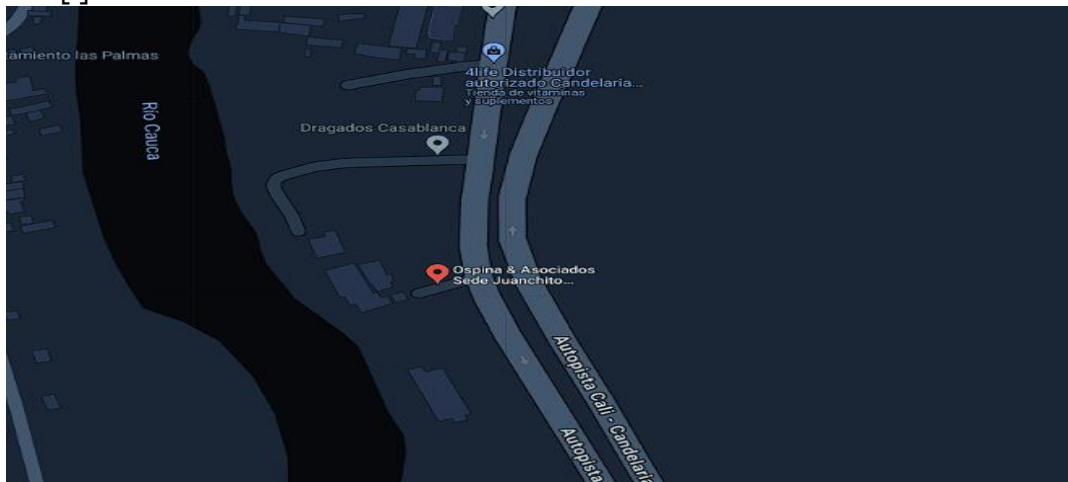 amiento las Palmas
4life Distribuidor
autorizado Candelaria...
Tienda de vitaminas
y suplementos
Río Cauca
Dragados Casablanca
Ospina & Asociados
Sede Juanchito...
Autopista Cali - Candelaria
Autopista